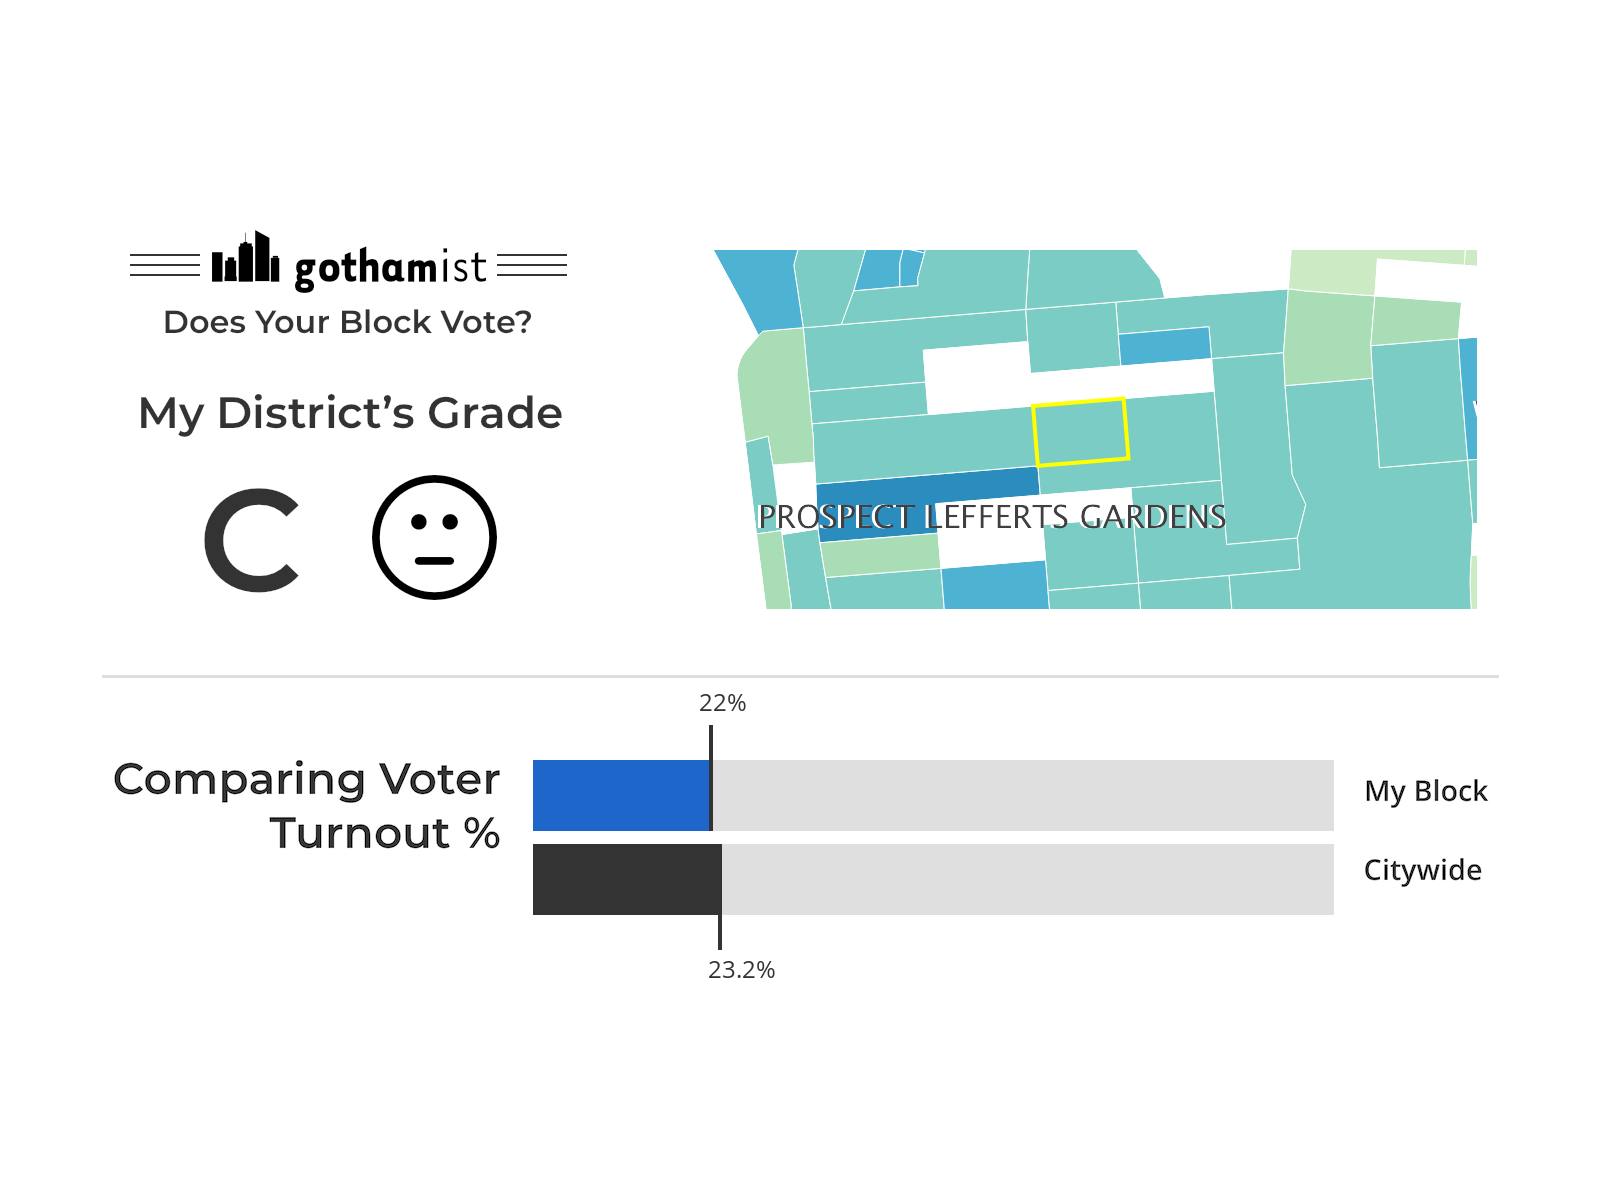 gothamist
Does Your Block Vote?
My District’s Grade
C
PROSPECT LEFFERTS GARDENS
22%
Comparing Voter
Turnout %
My Block
Citywide
23.2%